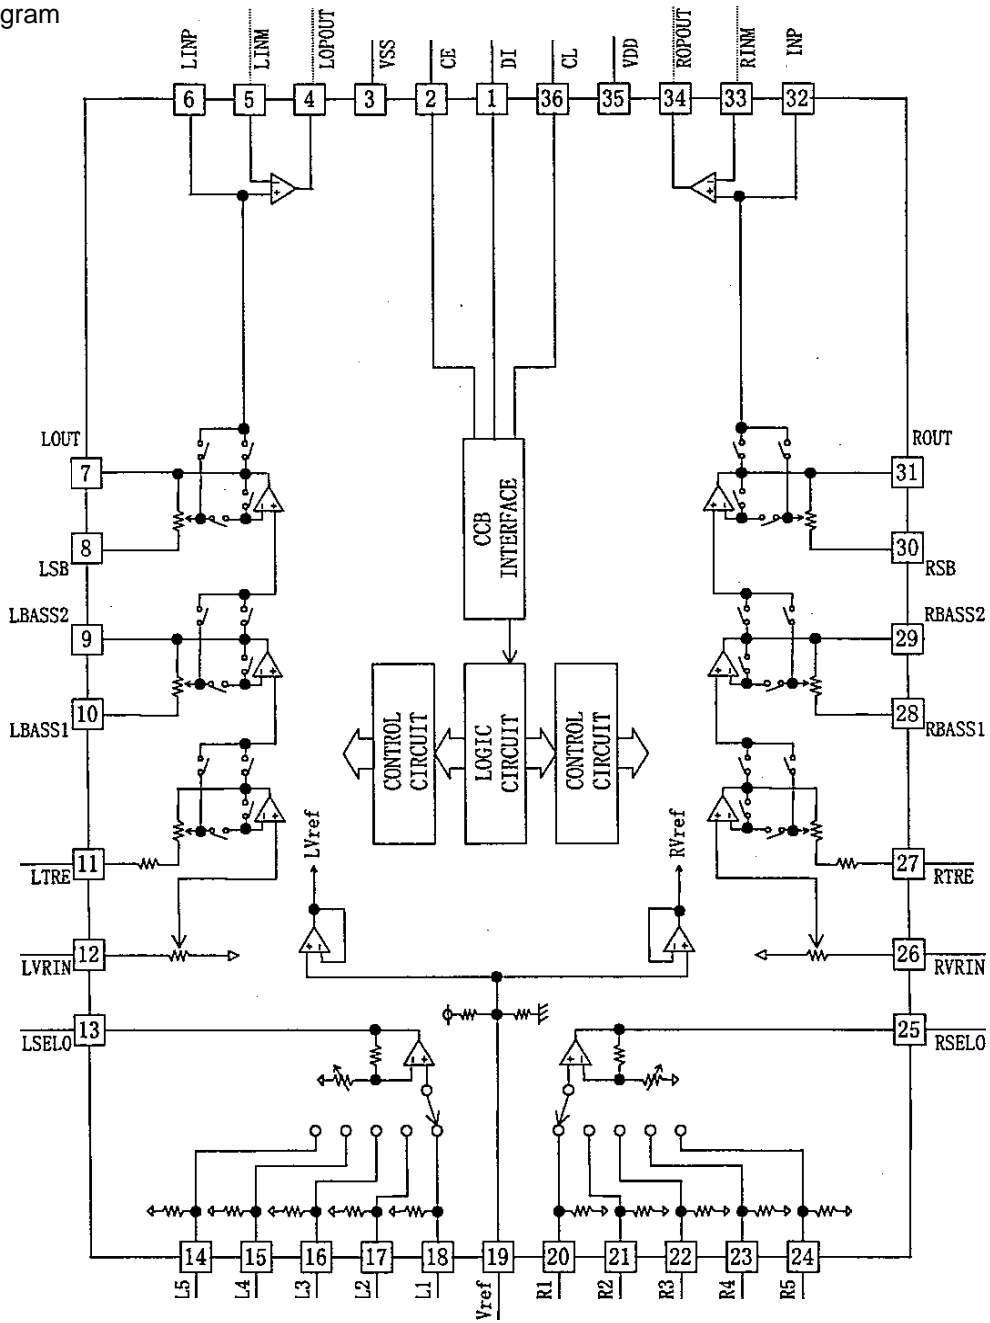 gram
LINP LINM LOPOUT VSS CE DI CL VDD ROPOUT RINM INP
6 5 4 3 2 1 36 35 34 33 32
- + - +
LOUT ROUT
7 31
- + + -
8 30
LSB RSB
CCB INTERFACE
LBASS2 RBASS2
9 29
- + + -
10 28
LBASS1 RBASS1
CONTROL CIRCUIT LOGIC CIRCUIT CONTROL CIRCUIT
- + + -
11 27
LTRE RTRE
LVref RVref
12 26
LVRIN RVRIN
+ - + -
13 25
LSELO RSELO
- + + -
14 15 16 17 18 19 20 21 22 23 24
L5 L4 L3 L2 L1 Vref R1 R2 R3 R4 R5